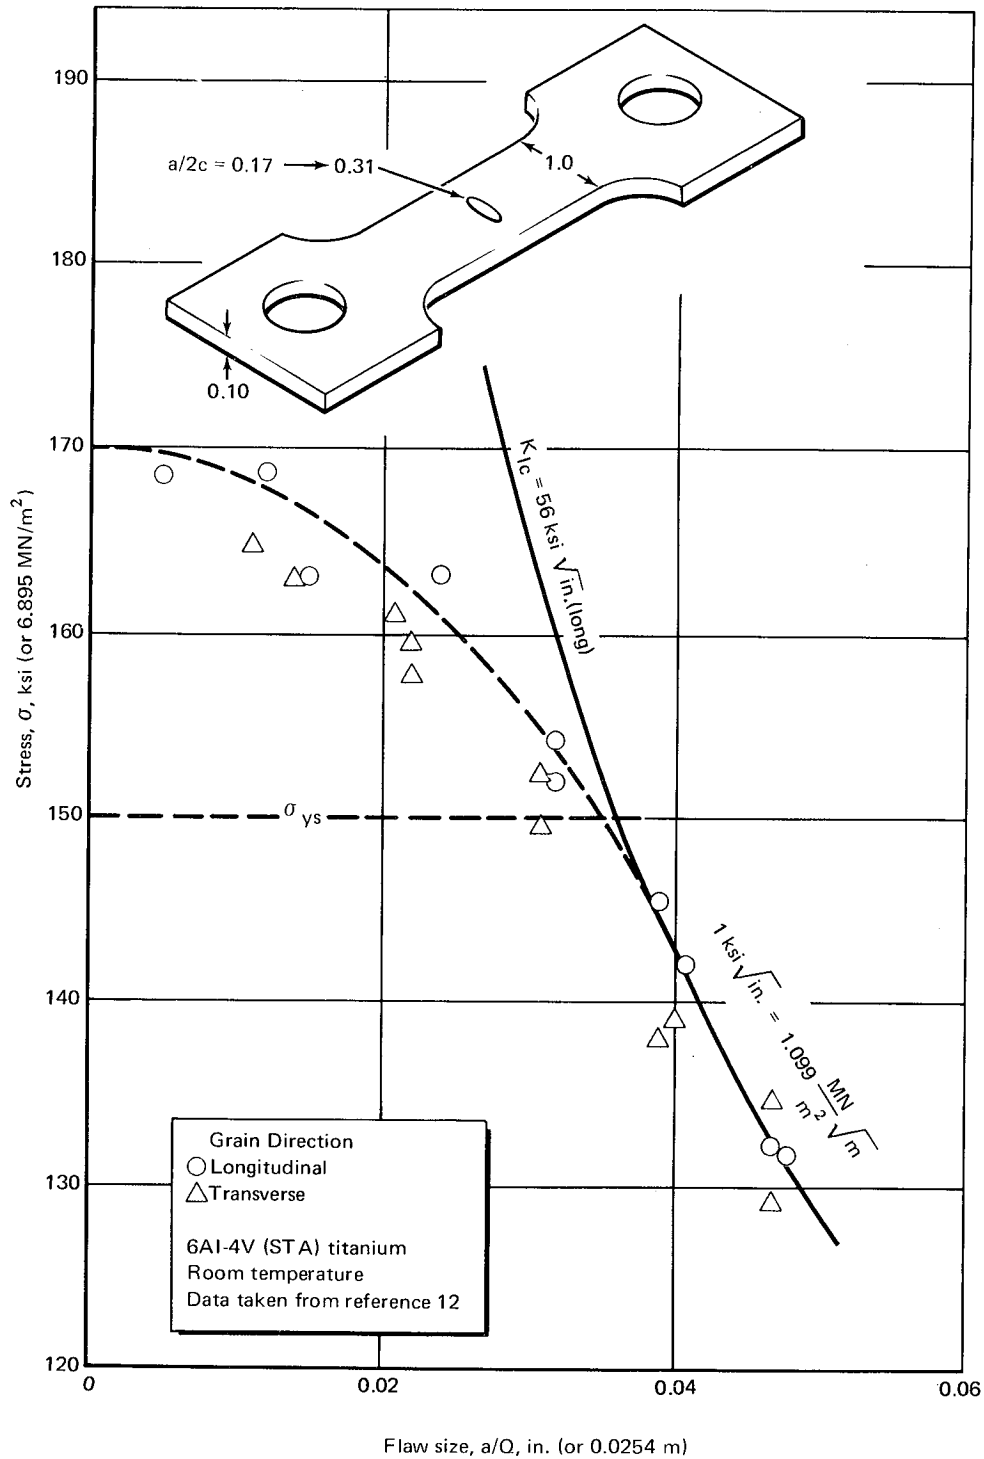 190
180
170
160
150
140
130
120
0
0.02
0.04
0.06
Stress, σ, ksi (or 6.895 MN/m²)
Flaw size, a/Q, in. (or 0.0254 m)
a/2c = 0.17 → 0.31
1.0
0.10
K_Ic = 56 ksi √in. (long)
σ_ys
1 ksi √in. = 1.099 MN/m² √m
Grain Direction
○ Longitudinal
△ Transverse
6Al-4V (STA) titanium
Room temperature
Data taken from reference 12